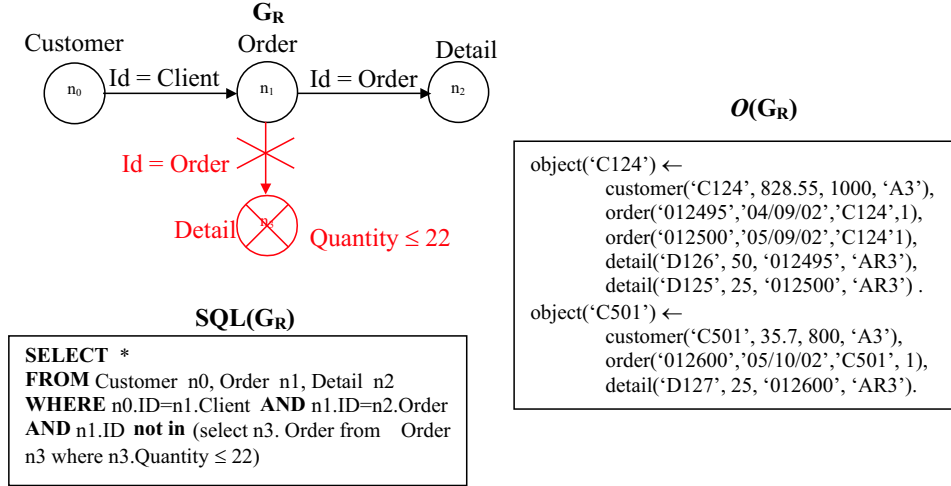 G_R
Customer
Order
Detail
n₀
Id = Client
n₁
Id = Order
n₂
Id = Order
Detail
Quantity ≤ 22
SQL(G_R)
SELECT *
FROM Customer n0, Order n1, Detail n2
WHERE n0.ID=n1.Client AND n1.ID=n2.Order
AND n1.ID not in (select n3. Order from Order
n3 where n3.Quantity ≤ 22)
O(G_R)
object(‘C124’) ←
customer(‘C124’, 828.55, 1000, ‘A3’),
order(‘012495’,’04/09/02’,’C124’,1),
order(‘012500’,’05/09/02’,’C124’1),
detail(‘D126’, 50, ‘012495’, ‘AR3’),
detail(‘D125’, 25, ‘012500’, ‘AR3’) .
object(‘C501’) ←
customer(‘C501’, 35.7, 800, ‘A3’),
order(‘012600’,’05/10/02’,’C501’, 1),
detail(‘D127’, 25, ‘012600’, ‘AR3’).